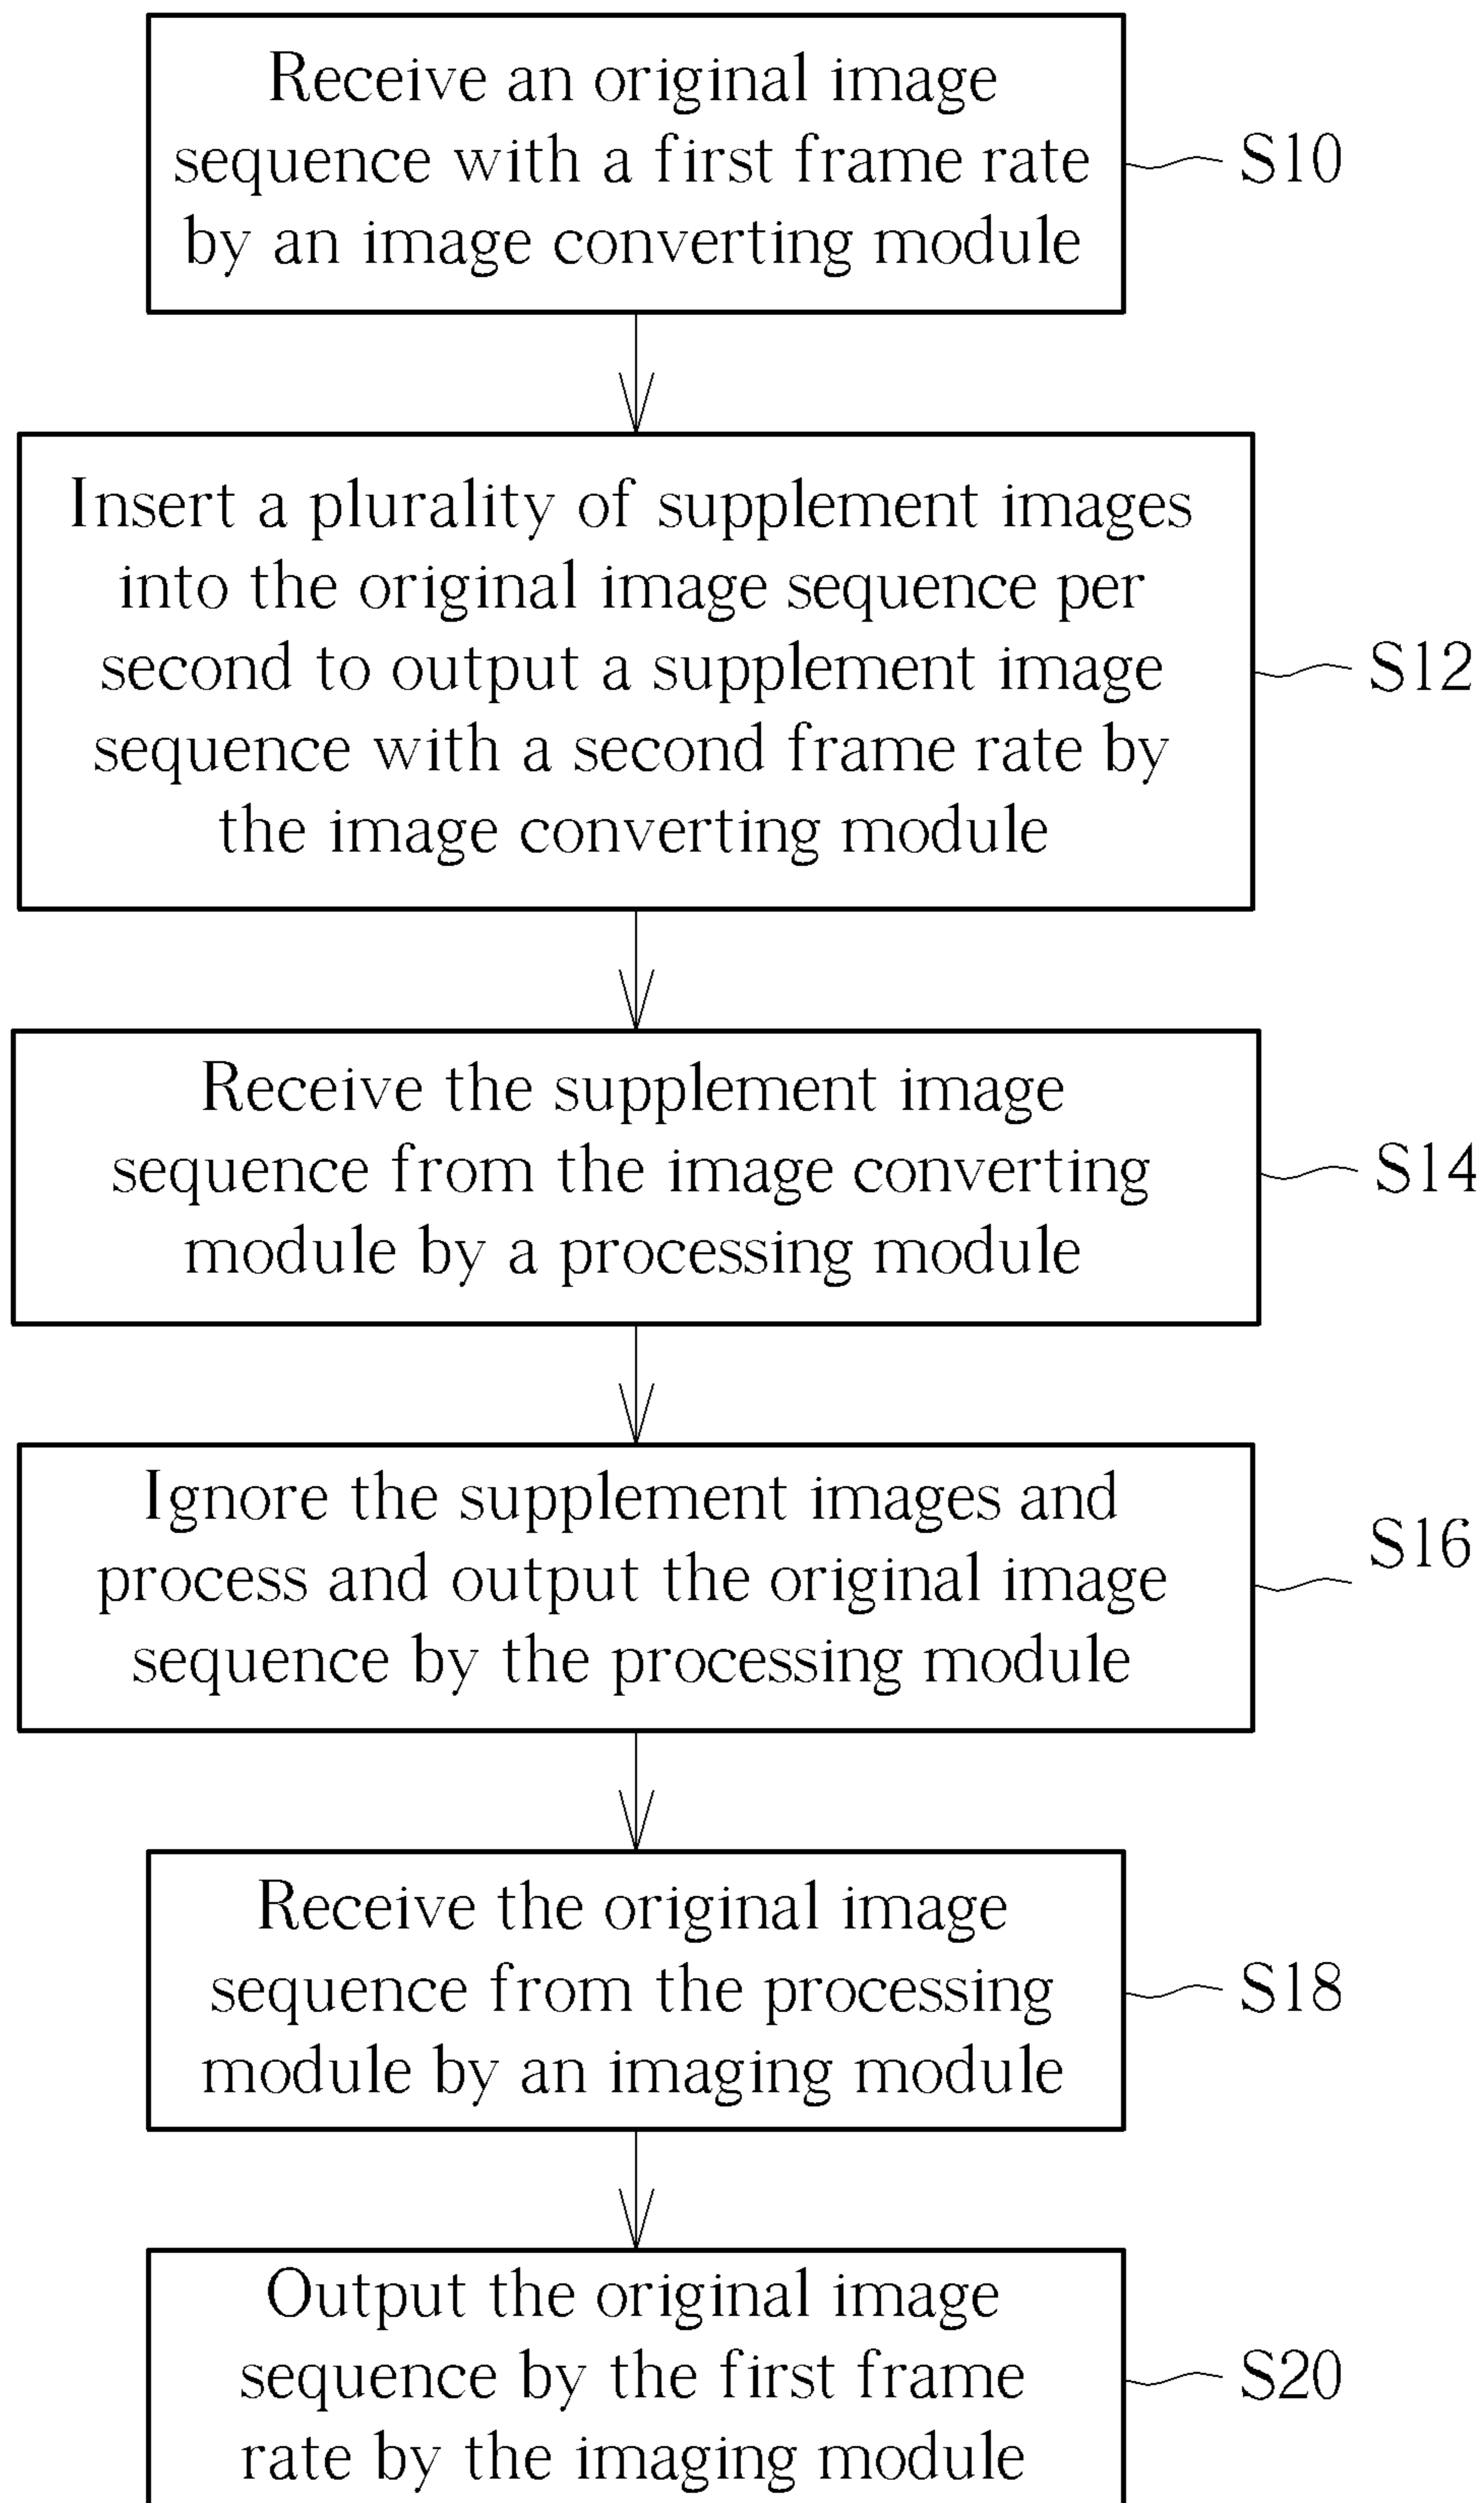 Receive an original image
sequence with a first frame rate
by an image converting module
S10
Insert a plurality of supplement images
into the original image sequence per
second to output a supplement image
sequence with a second frame rate by
the image converting module
S12
Receive the supplement image
sequence from the image converting
module by a processing module
S14
Ignore the supplement images and
process and output the original image
sequence by the processing module
S16
Receive the original image
sequence from the processing
module by an imaging module
S18
Output the original image
sequence by the first frame
rate by the imaging module
S20